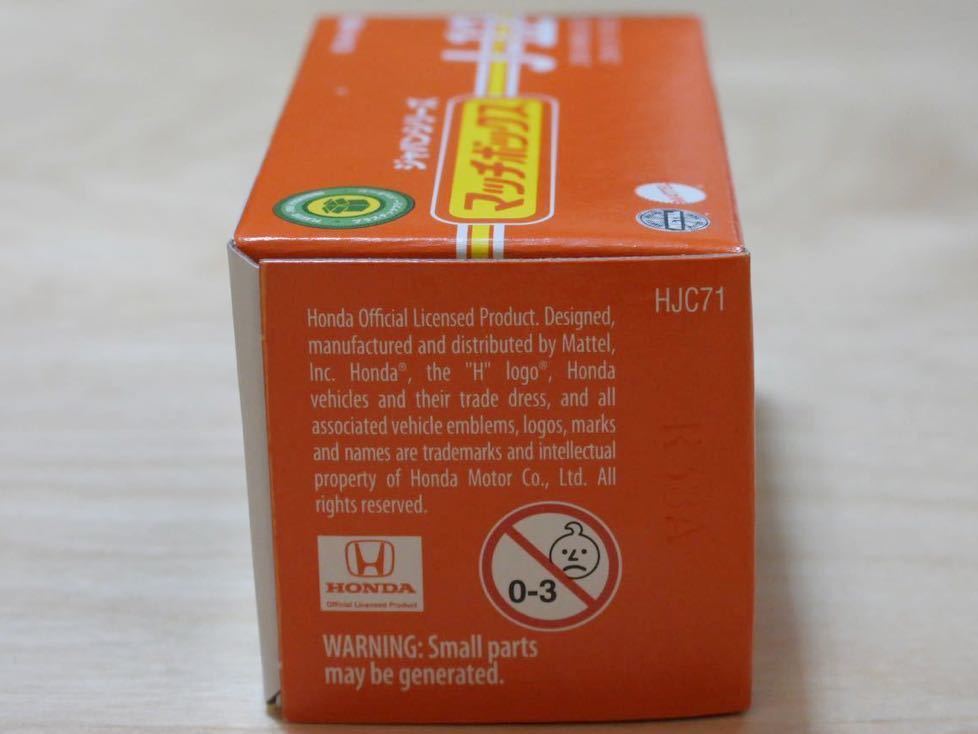 ジャパンシリーズ
マッチボックス
HJC71
Honda Official Licensed Product. Designed,
manufactured and distributed by Mattel,
Inc. Honda®, the "H" logo®, Honda
vehicles and their trade dress, and all
associated vehicle emblems, logos, marks
and names are trademarks and intellectual
property of Honda Motor Co., Ltd. All
rights reserved.
HONDA
Official Licensed Product
0-3
WARNING: Small parts
may be generated.